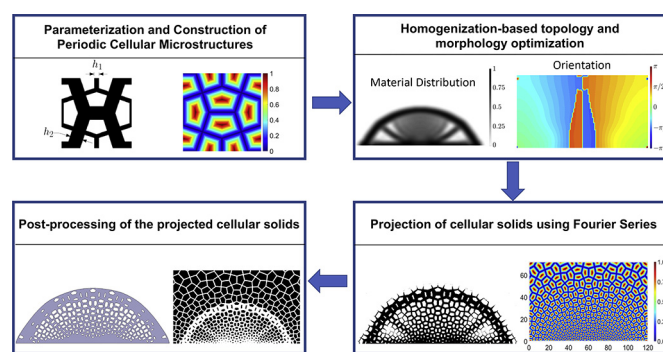 Parameterization and Construction of
Periodic Cellular Microstructures
h₁
h₂
1
0.8
0.6
0.4
0.2
0
Homogenization-based topology and
morphology optimization
Material Distribution
Orientation
1
0.75
0.5
0.25
0
π
π/2
0
-π/2
-π
Post-processing of the projected cellular solids
Projection of cellular solids using Fourier Series
60
40
20
0
0 20 40 60 80 100 120